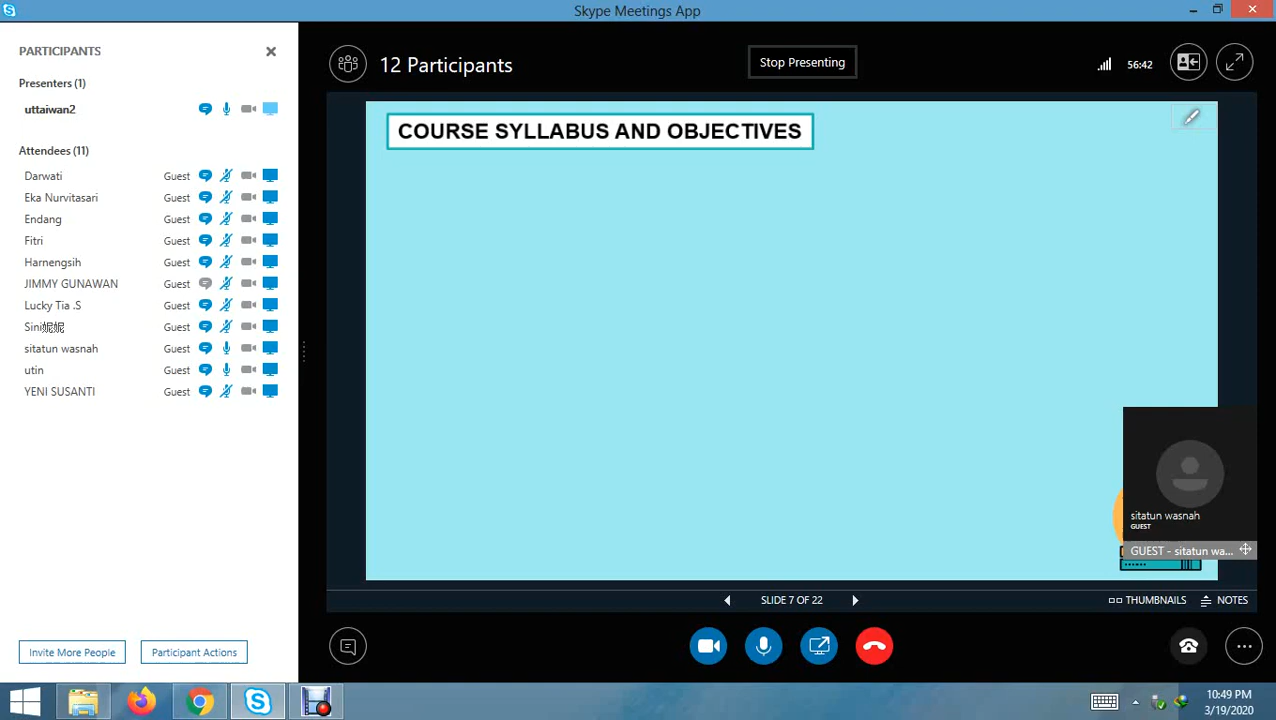 Skype Meetings App
PARTICIPANTS
Presenters (1)
uttaiwan2
Attendees (11)
Darwati Guest
Eka Nurvitasari Guest
Endang Guest
Fitri Guest
Harnengsih Guest
JIMMY GUNAWAN Guest
Lucky Tia .S Guest
Sini妮妮 Guest
sitatun wasnah Guest
utin Guest
YENI SUSANTI Guest
Invite More People
Participant Actions
12 Participants
Stop Presenting
56:42
COURSE SYLLABUS AND OBJECTIVES
sitatun wasnah
GUEST
GUEST - sitatun wa...
SLIDE 7 OF 22
THUMBNAILS
NOTES
10:49 PM
3/19/2020